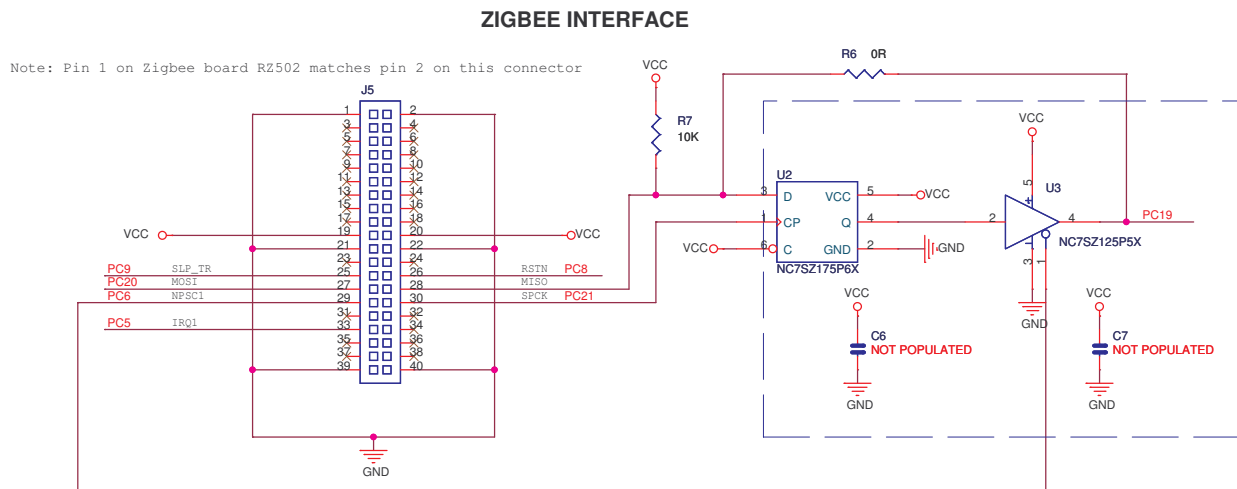 ZIGBEE INTERFACE
Note: Pin 1 on Zigbee board RZ502 matches pin 2 on this connector
J5
1 2
3 4
5 6
7 8
9 10
11 12
13 14
15 16
17 18
VCC 19 20 VCC
21 22
23 24
PC9 SLP_TR 25 26 RSTN PC8
PC20 MOSI 27 28 MISO
PC6 NPSC1 29 30 SPCK PC21
31 32
PC5 IRQ1 33 34
35 36
37 38
39 40
GND
VCC
R7
10K
R6 0R
U2
3 D VCC 5 VCC
1 CP Q 4
VCC 6 C GND 2 GND
NC7SZ175P6X
VCC
5
U3
2 4 PC19
NC7SZ125P5X
3 1
GND
VCC
C6
NOT POPULATED
GND
VCC
C7
NOT POPULATED
GND